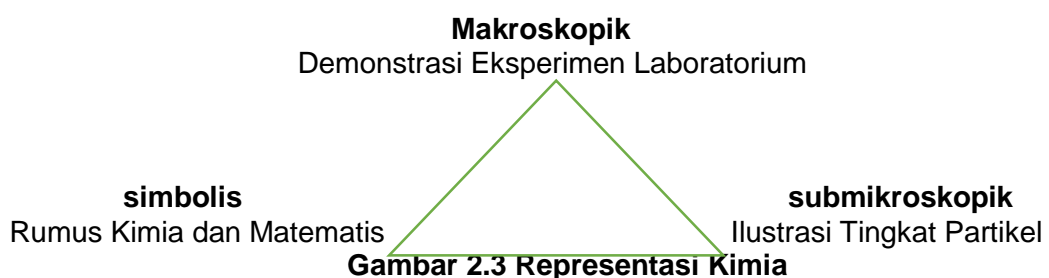 Makroskopik
Demonstrasi Eksperimen Laboratorium
simbolis
Rumus Kimia dan Matematis
submikroskopik
Ilustrasi Tingkat Partikel
Gambar 2.3 Representasi Kimia